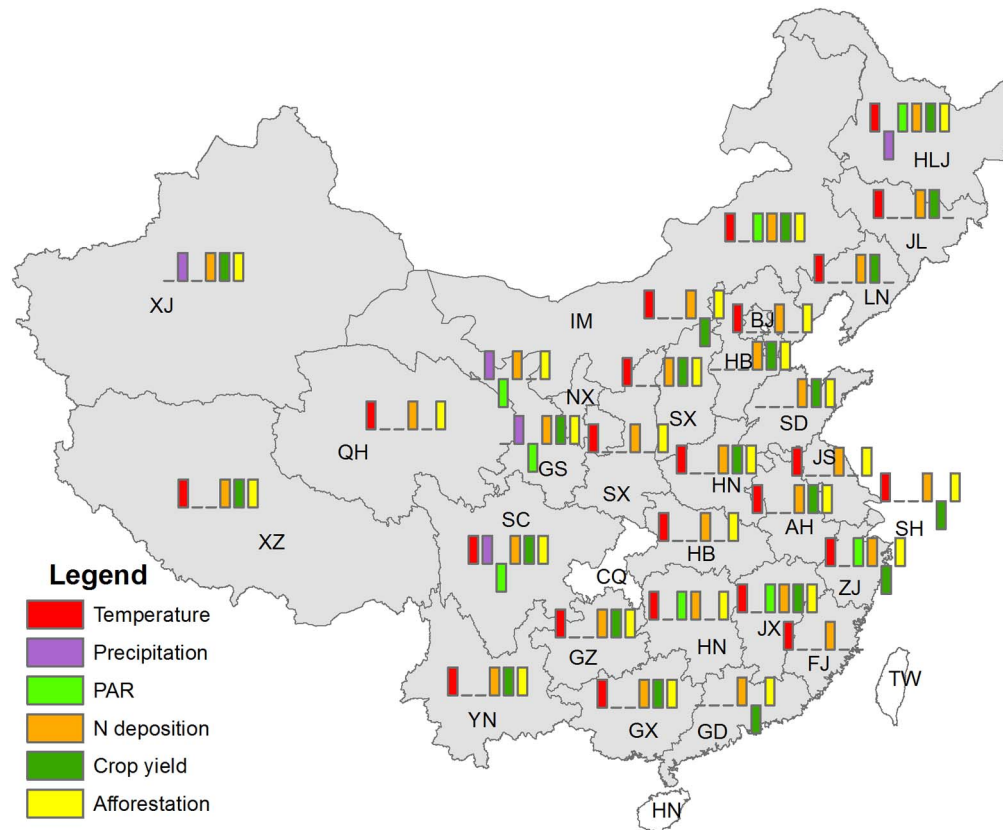 HLJ
JL
LN
XJ
IM
BJ
HB
NX
SX
SD
QH
GS
HN
JS
SX
SC
AH
SH
XZ
HB
CQ
ZJ
Legend
Temperature
Precipitation
PAR
N deposition
Crop yield
Afforestation
GZ
HN
JX
FJ
TW
YN
GX
GD
HN